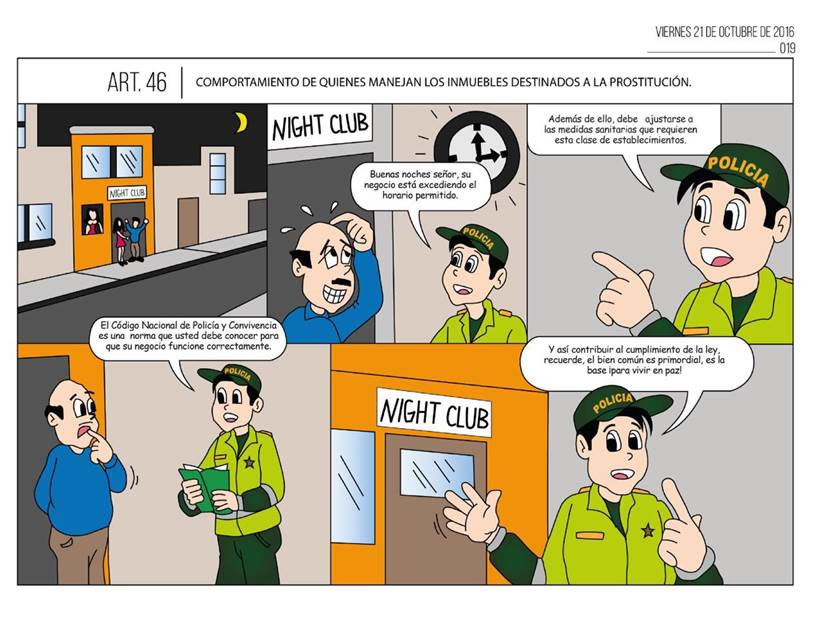 VIERNES 21 DE OCTUBRE DE 2016
019
ART. 46
COMPORTAMIENTO DE QUIENES MANEJAN LOS INMUEBLES DESTINADOS A LA PROSTITUCIÓN.
NIGHT CLUB
NIGHT CLUB
Buenas noches señor, su
negocio está excediendo el
horario permitido.
POLICIA
Además de ello, debe ajustarse a
las medidas sanitarias que requieren
esta clase de establecimientos.
POLICIA
El Código Nacional de Policía y Convivencia
es una norma que usted debe conocer para
que su negocio funcione correctamente.
POLICIA
NIGHT CLUB
Y así contribuir al cumplimiento de la ley,
recuerde, el bien común es primordial, es la
base ¡para vivir en paz!
POLICIA